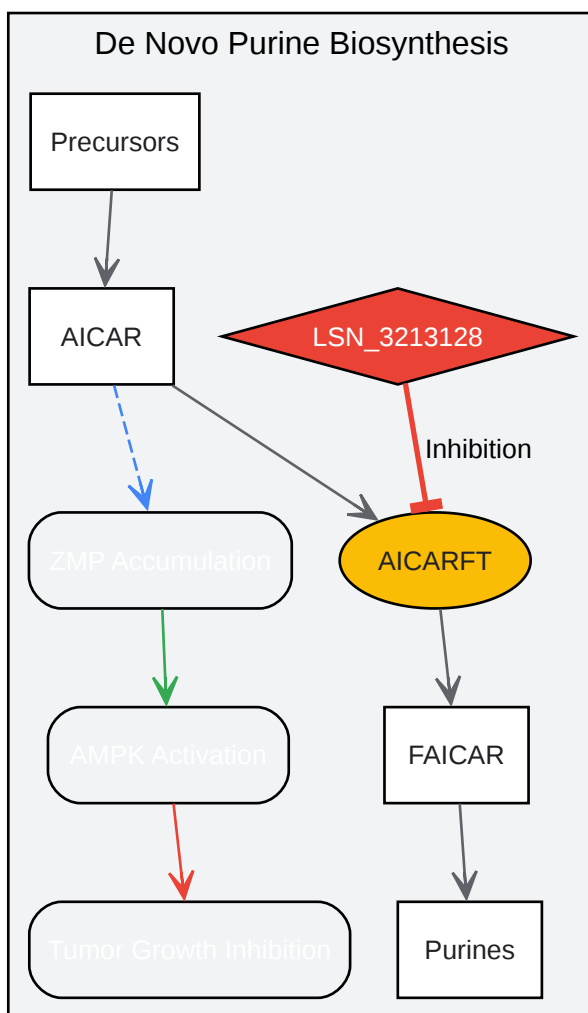 De Novo Purine Biosynthesis
Precursors
AICAR
LSN_3213128
Inhibition
ZMP Accumulation
AICARFT
AMPK Activation
FAICAR
Tumor Growth Inhibition
Purines